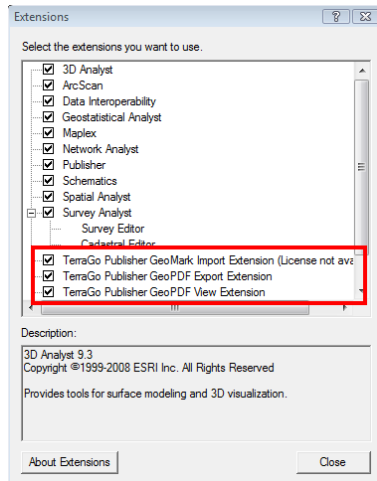 Extensions
Select the extensions you want to use.
3D Analyst
ArcScan
Data Interoperability
Geostatistical Analyst
Maplex
Network Analyst
Publisher
Schematics
Spatial Analyst
Survey Analyst
Survey Editor
Cadastral Editor
TerraGo Publisher GeoMark Import Extension (License not ava
TerraGo Publisher GeoPDF Export Extension
TerraGo Publisher GeoPDF View Extension
Description:
3D Analyst 9.3
Copyright ©1999-2008 ESRI Inc. All Rights Reserved
Provides tools for surface modeling and 3D visualization.
About Extensions
Close